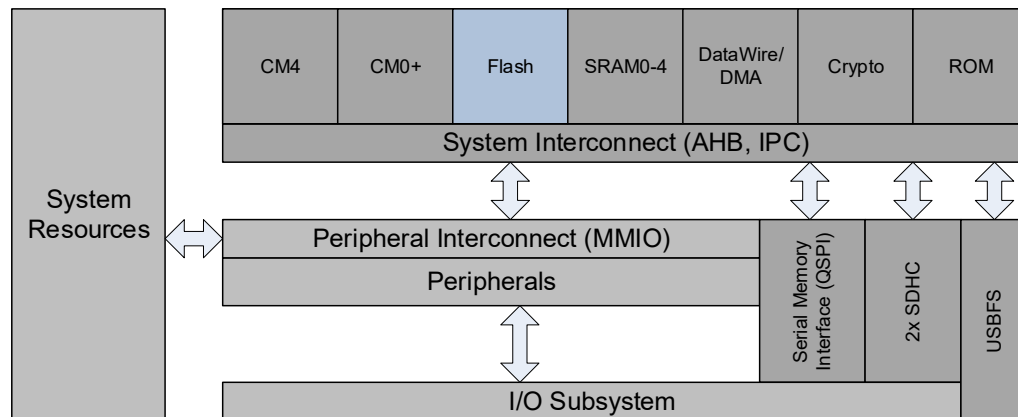 System
Resources
CM4
CM0+
Flash
SRAM0-4
DataWire/
DMA
Crypto
ROM
System Interconnect (AHB, IPC)
Peripheral Interconnect (MMIO)
Peripherals
Serial Memory
Interface (QSPI)
2x SDHC
USBFS
I/O Subsystem